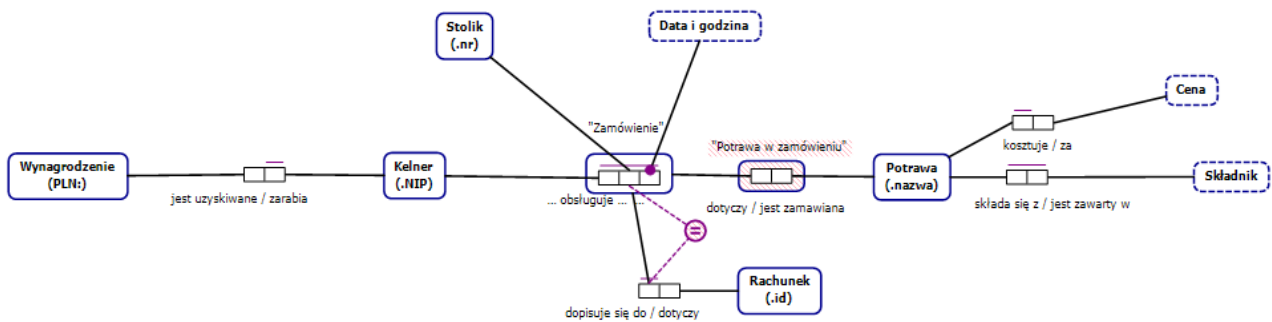 Stolik
(.nr)
Data i godzina
Cena
"Zamówienie"
"Potrawa w zamówieniu"
kosztuje / za
Wynagrodzenie
(PLN:)
Kelner
(.NIP)
Potrawa
(.nazwa)
Składnik
jest uzyskiwane / zarabia
... obsługuje ... ...
dotyczy / jest zamawiana
składa się z / jest zawarty w
=
Rachunek
(.id)
dopisuje się do / dotyczy